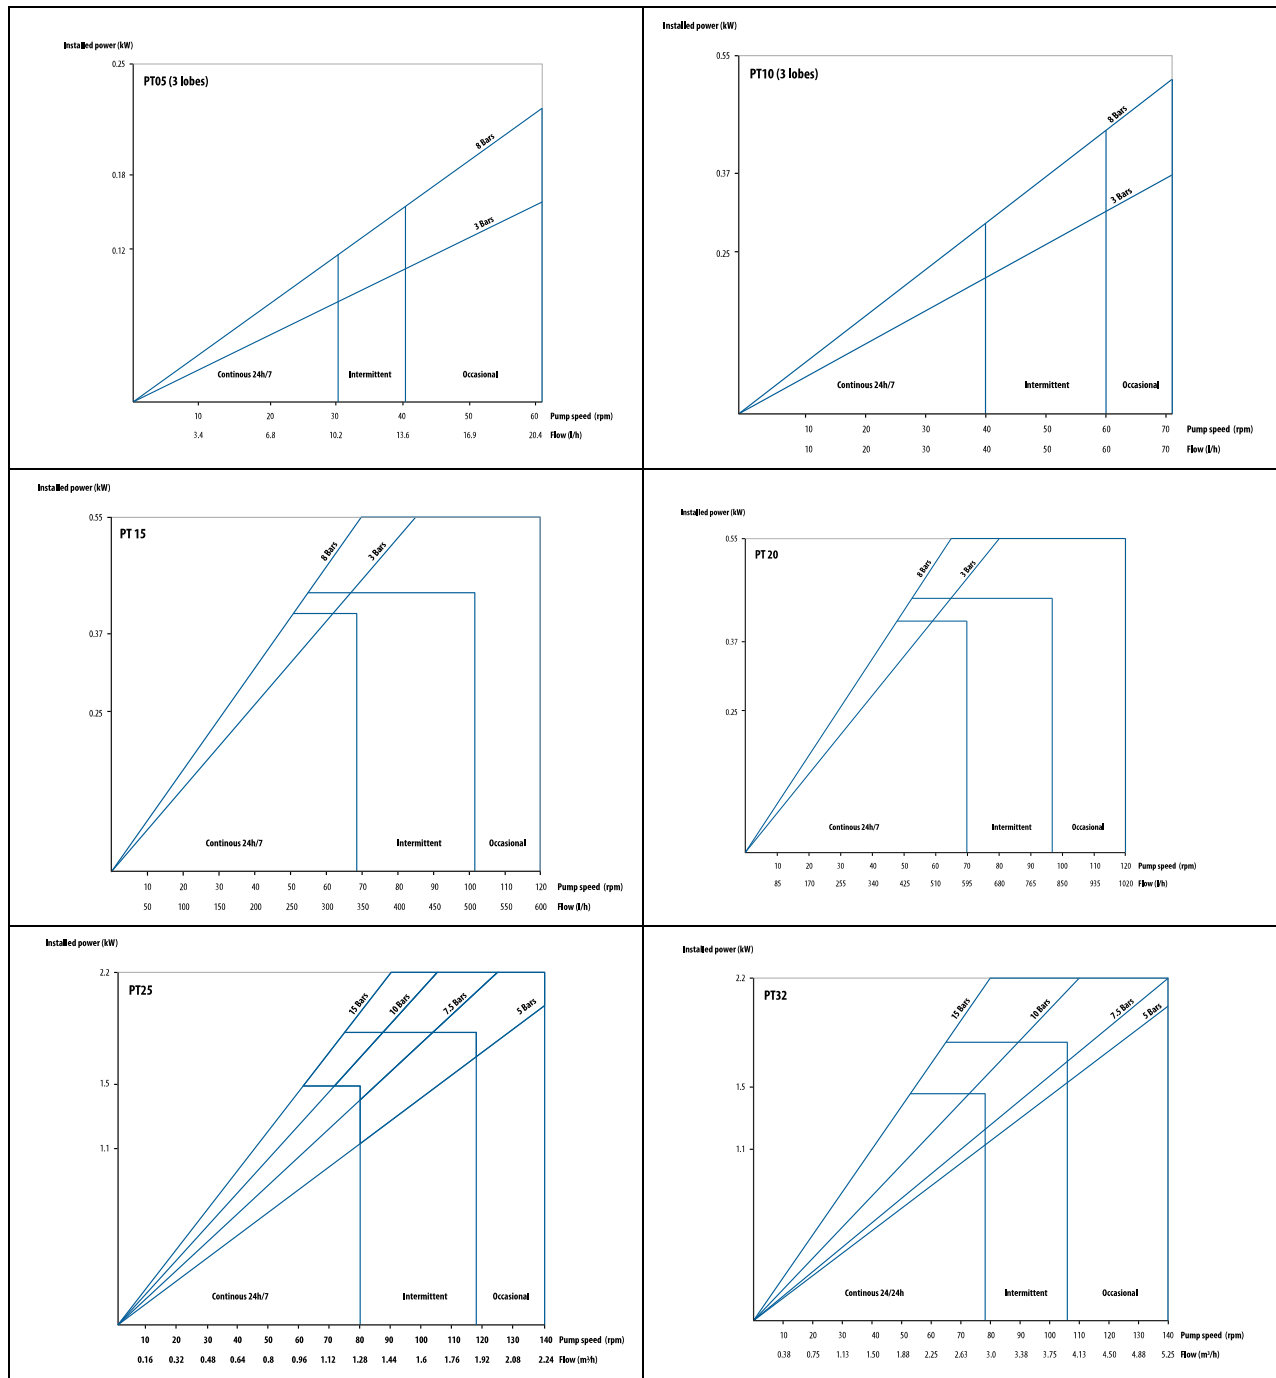 Installed power (kW)
0.25
PT05 (3 lobes)
8 Bars
0.18
3 Bars
0.12
Continous 24h/7 Intermittent Occasional
10 20 30 40 50 60 Pump speed (rpm)
3.4 6.8 10.2 13.6 16.9 20.4 Flow (l/h)
Installed power (kW)
0.55
PT10 (3 lobes)
8 Bars
0.37
3 Bars
0.25
Continous 24h/7 Intermittent Occasional
10 20 30 40 50 60 70 Pump speed (rpm)
10 20 30 40 50 60 70 Flow (l/h)
Installed power (kW)
0.55
PT 15
8 Bars 3 Bars
0.37
0.25
Continous 24h/7 Intermittent Occasional
10 20 30 40 50 60 70 80 90 100 110 120 Pump speed (rpm)
50 100 150 200 250 300 350 400 450 500 550 600 Flow (l/h)
Installed power (kW)
0.55
PT 20
8 Bars 3 Bars
0.37
0.25
Continous 24h/7 Intermittent Occasional
10 20 30 40 50 60 70 80 90 100 110 120 Pump speed (rpm)
85 170 255 340 425 510 595 680 765 850 935 1020 Flow (l/h)
Installed power (kW)
2.2
PT25
15 Bars 10 Bars 7.5 Bars 5 Bars
1.5
1.1
Continous 24h/7 Intermittent Occasional
10 20 30 40 50 60 70 80 90 100 110 120 130 140 Pump speed (rpm)
0.16 0.32 0.48 0.64 0.8 0.96 1.12 1.28 1.44 1.6 1.76 1.92 2.08 2.24 Flow (m³/h)
Installed power (kW)
2.2
PT32
15 Bars 10 Bars 7.5 Bars 5 Bars
1.5
1.1
Continous 24/24h Intermittent Occasional
10 20 30 40 50 60 70 80 90 100 110 120 130 140 Pump speed (rpm)
0.38 0.75 1.13 1.50 1.88 2.25 2.63 3.0 3.38 3.75 4.13 4.50 4.88 5.25 Flow (m³/h)